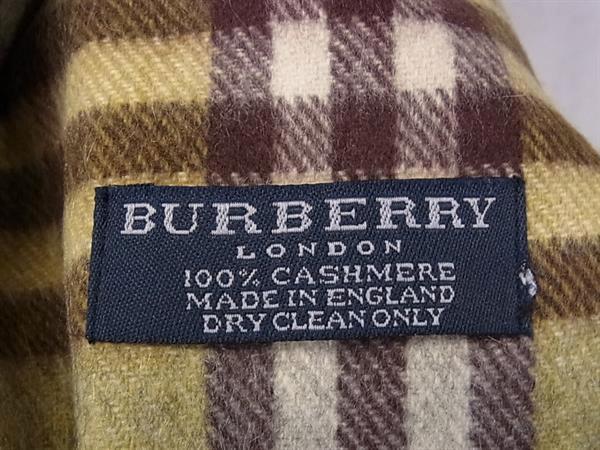 BURBERRY
LONDON
100% CASHMERE
MADE IN ENGLAND
DRY CLEAN ONLY